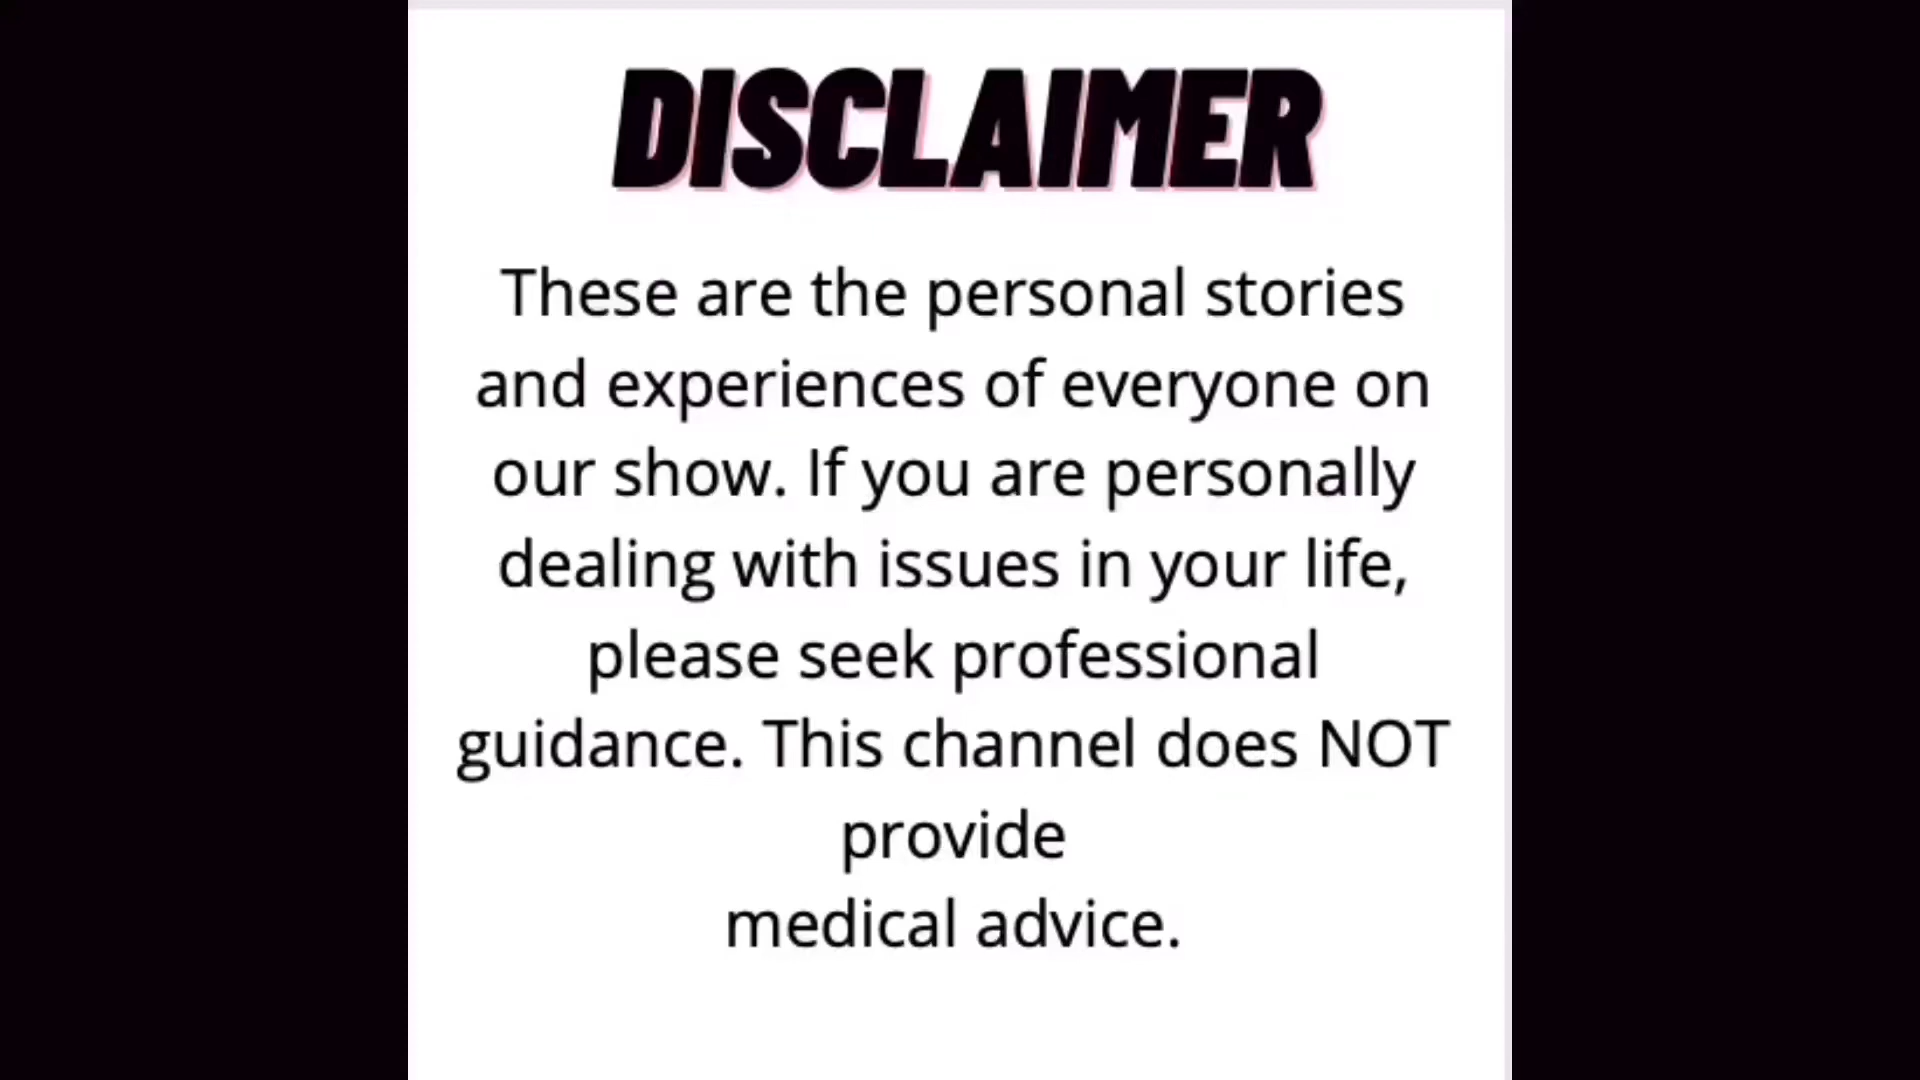 DISCLAIMER
These are the personal stories
and experiences of everyone on
our show. If you are personally
dealing with issues in your life,
please seek professional
guidance. This channel does NOT
provide
medical advice.